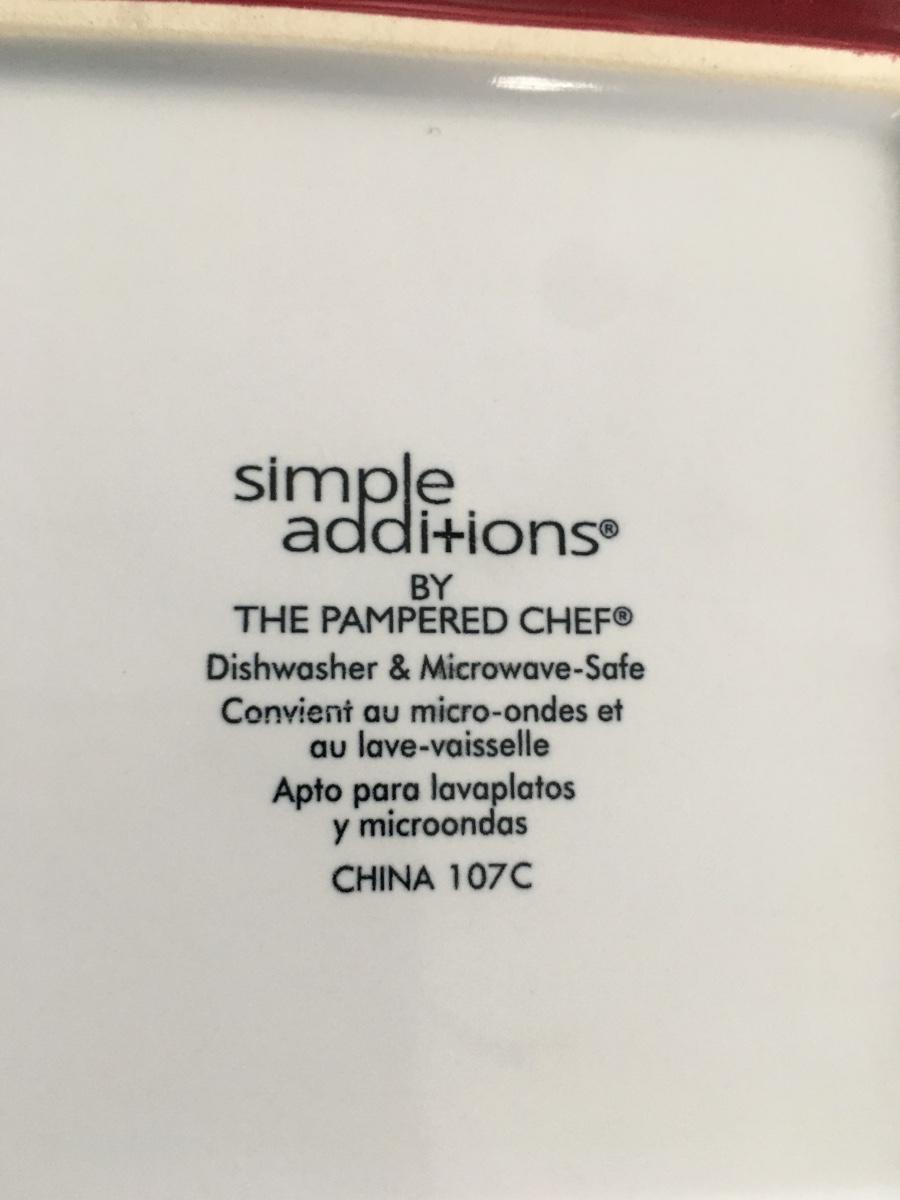 simple
additions®
BY
THE PAMPERED CHEF®
Dishwasher & Microwave-Safe
Convient au micro-ondes et
au lave-vaisselle
Apto para lavaplatos
y microondas
CHINA 107C